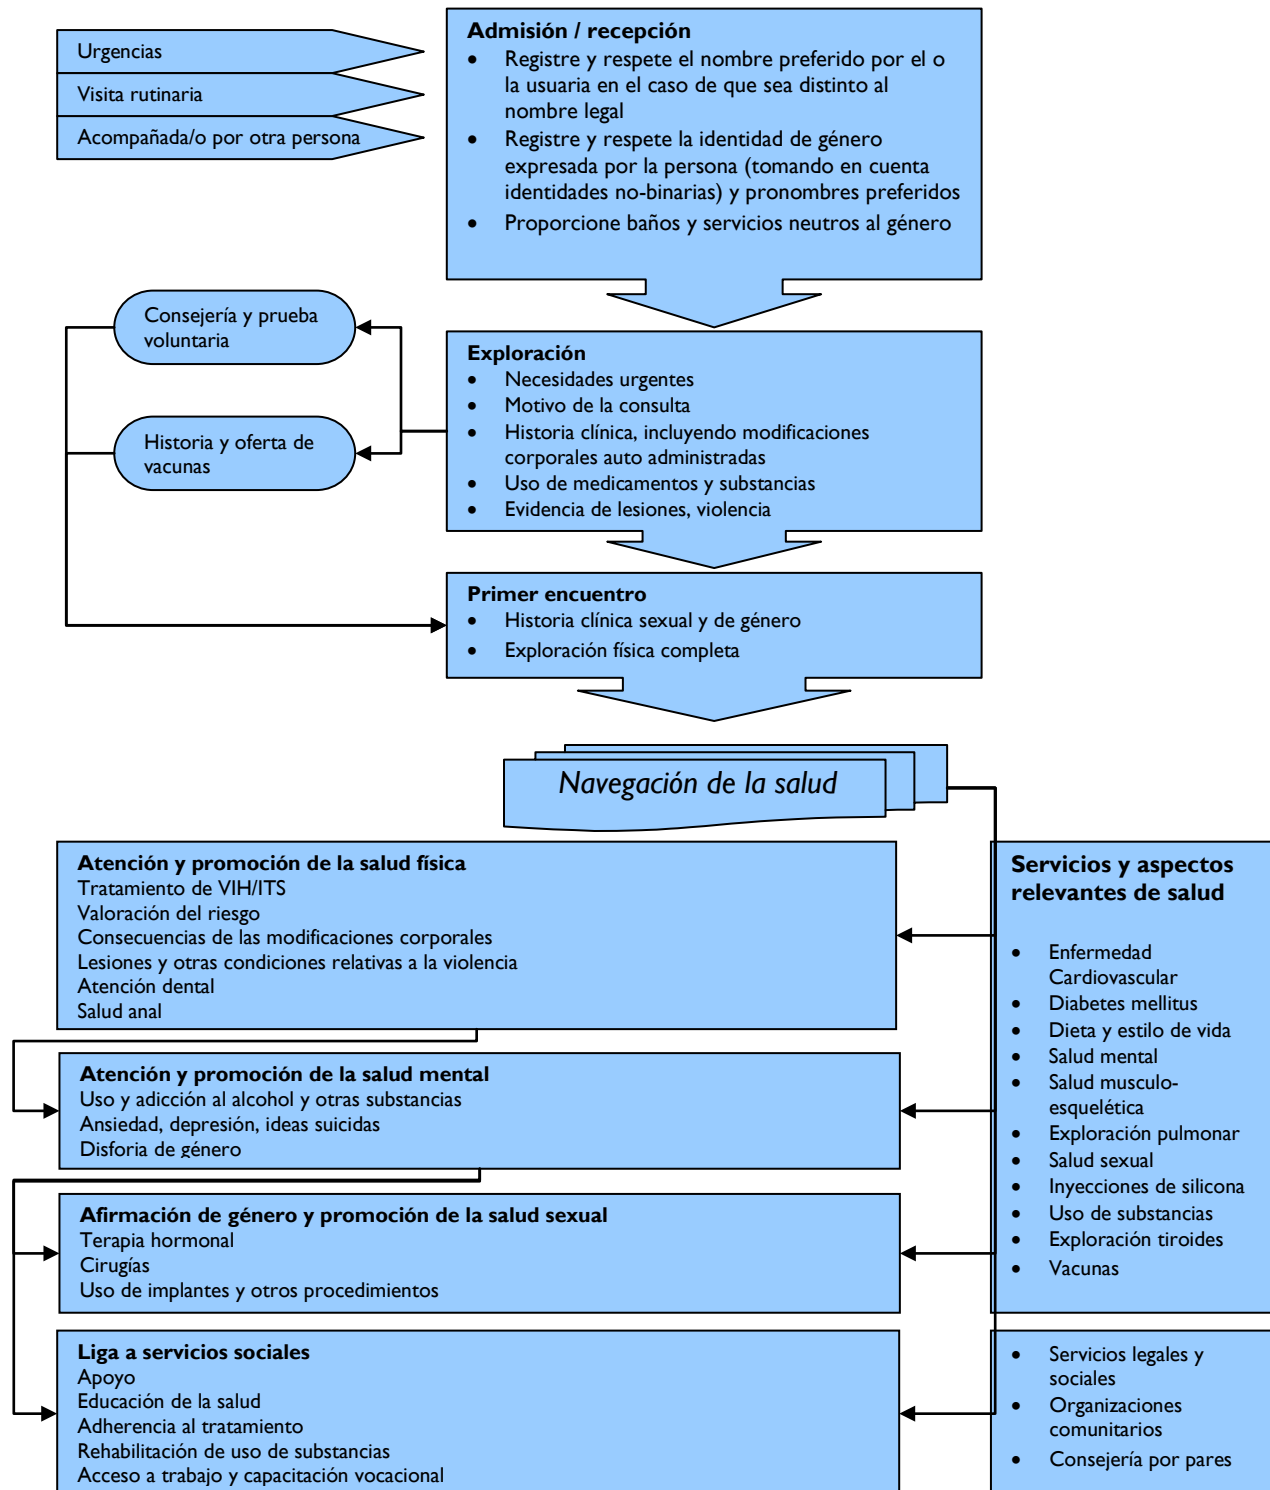 Urgencias
Visita rutinaria
Acompañada/o por otra persona
Admisión / recepción
• Registre y respete el nombre preferido por el o
la usuaria en el caso de que sea distinto al
nombre legal
• Registre y respete la identidad de género
expresada por la persona (tomando en cuenta
identidades no-binarias) y pronombres preferidos
• Proporcione baños y servicios neutros al género
Consejería y prueba
voluntaria
Historia y oferta de
vacunas
Exploración
• Necesidades urgentes
• Motivo de la consulta
• Historia clínica, incluyendo modificaciones
corporales auto administradas
• Uso de medicamentos y substancias
• Evidencia de lesiones, violencia
Primer encuentro
• Historia clínica sexual y de género
• Exploración física completa
Navegación de la salud
Atención y promoción de la salud física
Tratamiento de VIH/ITS
Valoración del riesgo
Consecuencias de las modificaciones corporales
Lesiones y otras condiciones relativas a la violencia
Atención dental
Salud anal
Atención y promoción de la salud mental
Uso y adicción al alcohol y otras substancias
Ansiedad, depresión, ideas suicidas
Disforia de género
Afirmación de género y promoción de la salud sexual
Terapia hormonal
Cirugías
Uso de implantes y otros procedimientos
Liga a servicios sociales
Apoyo
Educación de la salud
Adherencia al tratamiento
Rehabilitación de uso de substancias
Acceso a trabajo y capacitación vocacional
Servicios y aspectos
relevantes de salud
• Enfermedad
Cardiovascular
• Diabetes mellitus
• Dieta y estilo de vida
• Salud mental
• Salud musculo-
esquelética
• Exploración pulmonar
• Salud sexual
• Inyecciones de silicona
• Uso de substancias
• Exploración tiroides
• Vacunas
• Servicios legales y
sociales
• Organizaciones
comunitarios
• Consejería por pares